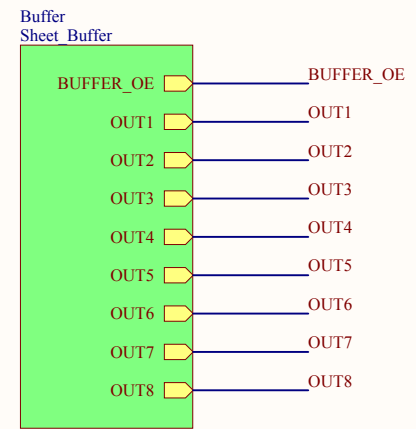 Buffer
Sheet_Buffer
BUFFER_OE BUFFER_OE
OUT1 OUT1
OUT2 OUT2
OUT3 OUT3
OUT4 OUT4
OUT5 OUT5
OUT6 OUT6
OUT7 OUT7
OUT8 OUT8